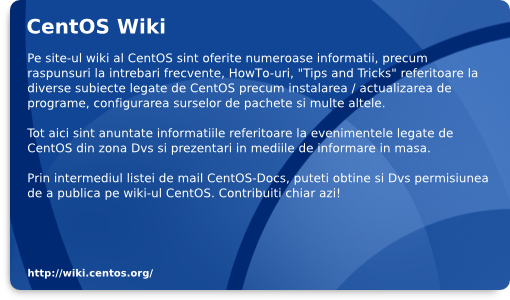 CentOS Wiki
Pe site-ul wiki al CentOS sint oferite numeroase informatii, precum
raspunsuri la intrebari frecvente, HowTo-uri, "Tips and Tricks" referitoare la
diverse subiecte legate de CentOS precum instalarea / actualizarea de
programe, configurarea surselor de pachete si multe altele.
Tot aici sint anuntate informatiile referitoare la evenimentele legate de
CentOS din zona Dvs si prezentari in mediile de informare in masa.
Prin intermediul listei de mail CentOS-Docs, puteti obtine si Dvs permisiunea
de a publica pe wiki-ul CentOS. Contribuiti chiar azi!
http://wiki.centos.org/